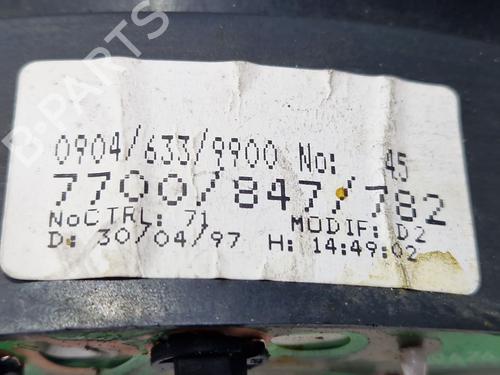 B-PARTS
0904/633/9900 No: 45
7700/847/782
NoCTRL: 71 MODIF: D2
D: 30/04/97 H: 14:49:02